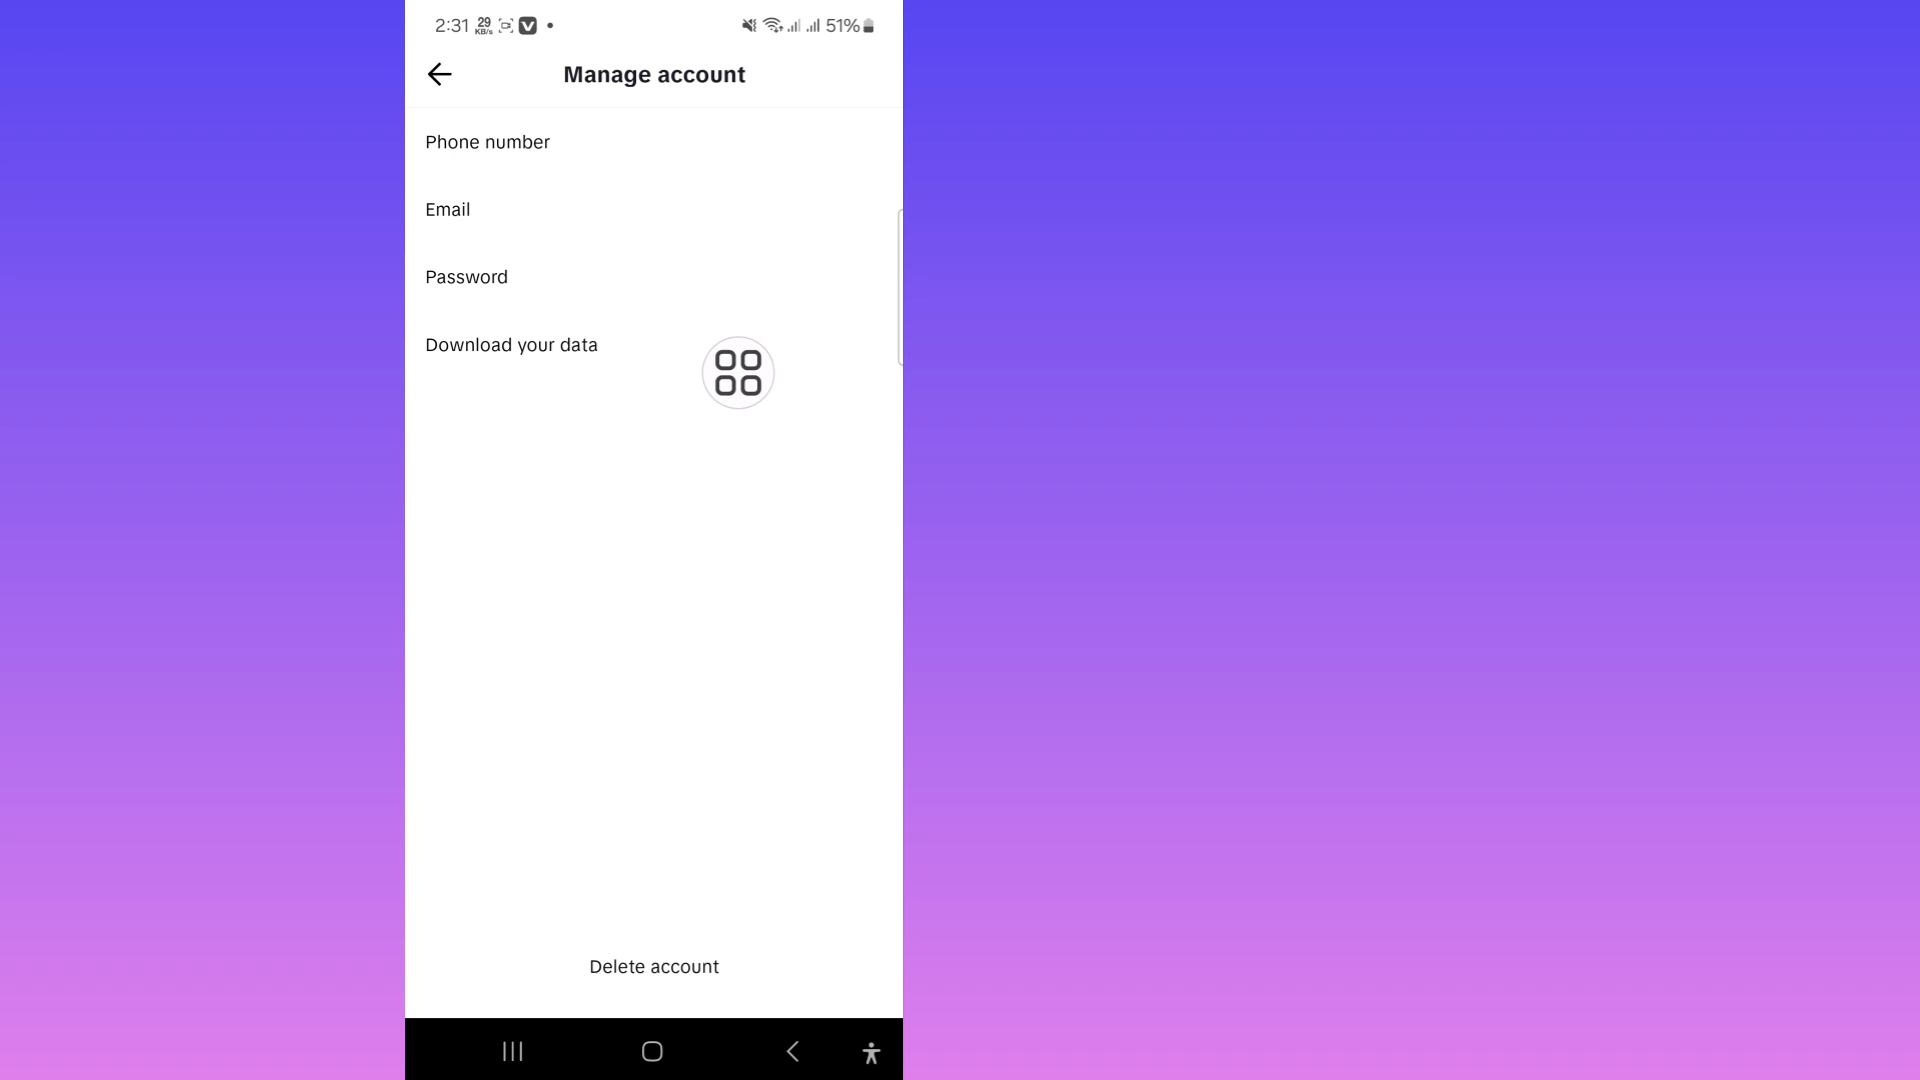 2:31 29 KB/s V 51%
Manage account
Phone number
Email
Password
Download your data
Delete account